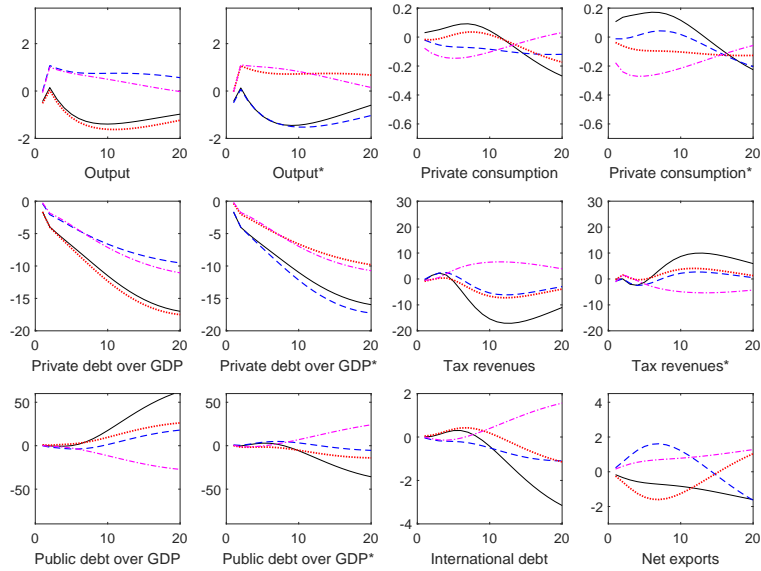 2
0
-2
0 10 20
Output
2
0
-2
0 10 20
Output*
0.2
0
-0.2
-0.4
-0.6
0 10 20
Private consumption
0.2
0
-0.2
-0.4
-0.6
0 10 20
Private consumption*
0
-5
-10
-15
-20
0 10 20
Private debt over GDP
0
-5
-10
-15
-20
0 10 20
Private debt over GDP*
30
20
10
0
-10
-20
0 10 20
Tax revenues
30
20
10
0
-10
-20
0 10 20
Tax revenues*
50
0
-50
0 10 20
Public debt over GDP
50
0
-50
0 10 20
Public debt over GDP*
2
0
-2
-4
0 10 20
International debt
4
2
0
-2
0 10 20
Net exports